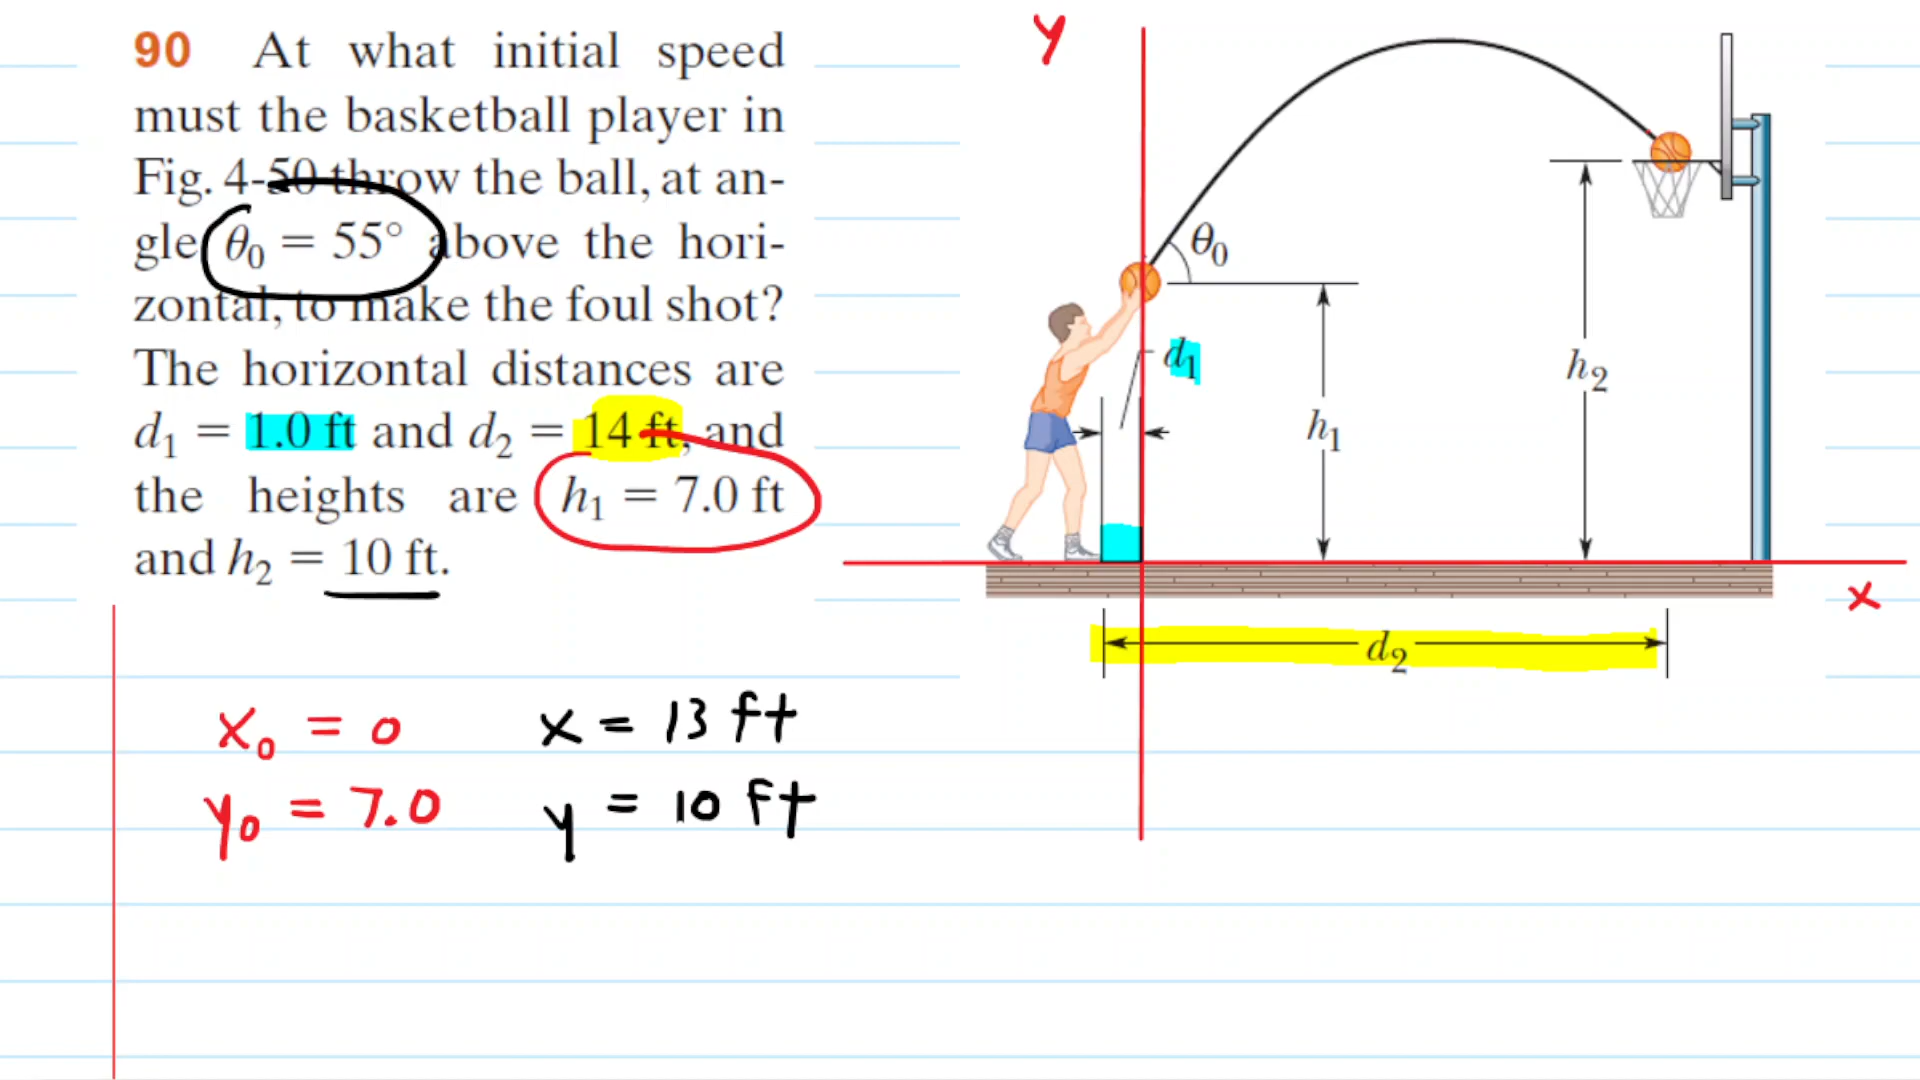 90 At what initial speed
must the basketball player in
Fig. 4-50 throw the ball, at an-
gle θ₀ = 55° above the hori-
zontal, to make the foul shot?
The horizontal distances are
d₁ = 1.0 ft and d₂ = 14 ft, and
the heights are h₁ = 7.0 ft
and h₂ = 10 ft.
y
θ₀
d₁
h₁
h₂
x
d₂
x₀ = 0 x = 13 ft
y₀ = 7.0 y = 10 ft